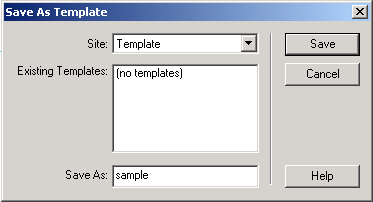 Save As Template
Site: Template Save
Existing Templates: (no templates) Cancel
Save As: sample Help